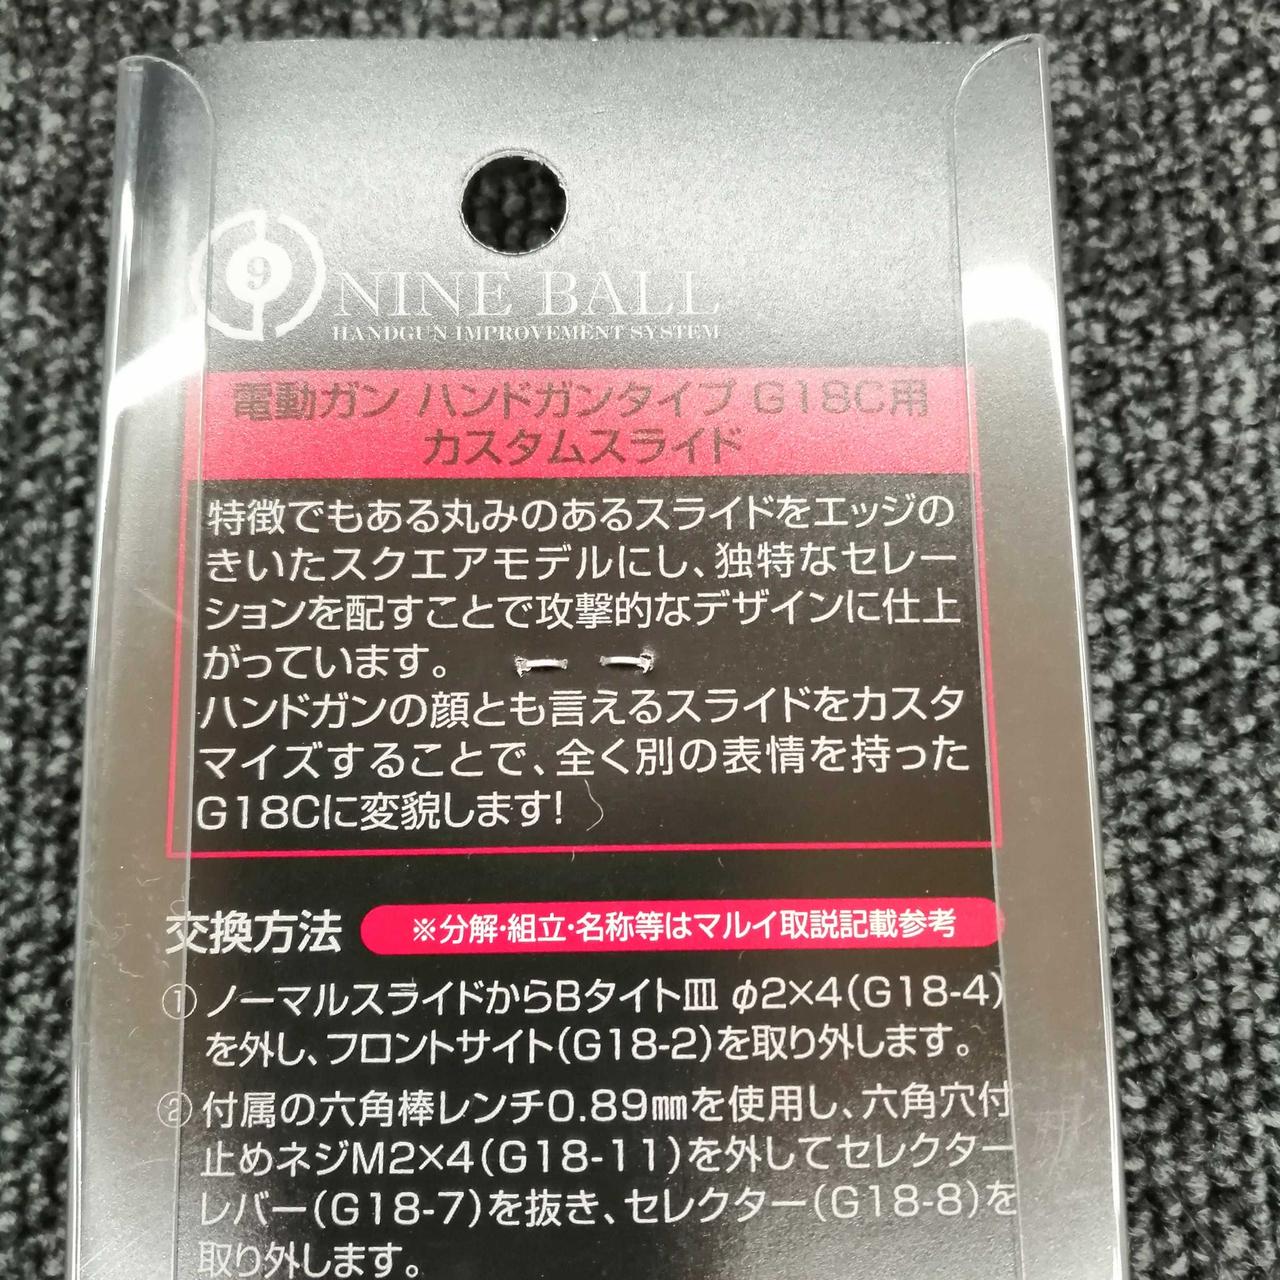 9
NINE BALL
HANDGUN IMPROVEMENT SYSTEM
電動ガン ハンドガンタイプ G18C用
カスタムスライド
特徴でもある丸みのあるスライドをエッジの
きいたスクエアモデルにし、独特なセレー
ションを配すことで攻撃的なデザインに仕上
がっています。
ハンドガンの顔とも言えるスライドをカスタ
マイズすることで、全く別の表情を持った
G18Cに変貌します!
交換方法 ※分解・組立・名称等はマルイ取説記載参考
① ノーマルスライドからBタイト皿 φ2×4(G18-4)
を外し、フロントサイト(G18-2)を取り外します。
② 付属の六角棒レンチ0.89㎜を使用し、六角穴付
止めネジM2×4(G18-11)を外してセレクター
レバー(G18-7)を抜き、セレクター(G18-8)を
取り外します。